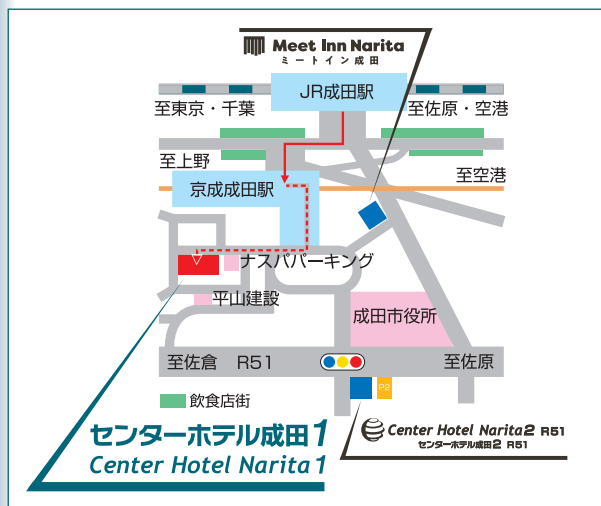 Meet Inn Narita
ミートイン成田
JR成田駅
至東京・千葉
至佐原・空港
至上野
至空港
京成成田駅
ナスパパーキング
平山建設
成田市役所
至佐倉 R51
至佐原
P2
飲食店街
センターホテル成田1
Center Hotel Narita 1
Center Hotel Narita2 R51
センターホテル成田2 R51